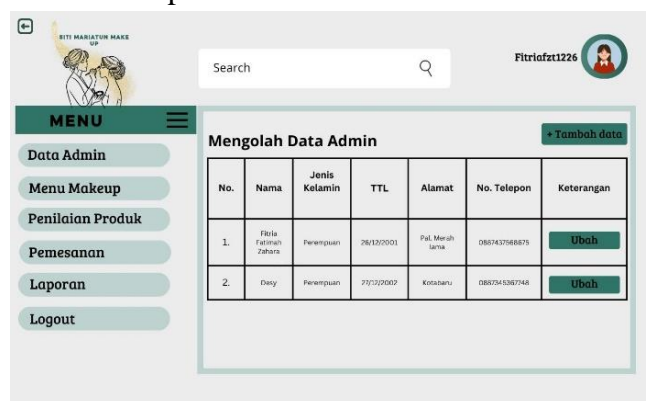 SITI MARIATUN MAKE
UP
Search
Fitriafzt1226
MENU
Data Admin
Menu Makeup
Penilaian Produk
Pemesanan
Laporan
Logout
Mengolah Data Admin
+ Tambah data
No. Nama Jenis Kelamin TTL Alamat No. Telepon Keterangan
1. Fitria Fatimah Zahara Perempuan 26/12/2001 Pal. Merah lama 0887437568675 Ubah
2. Desy Perempuan 27/12/2002 Kotabaru 0887345367748 Ubah